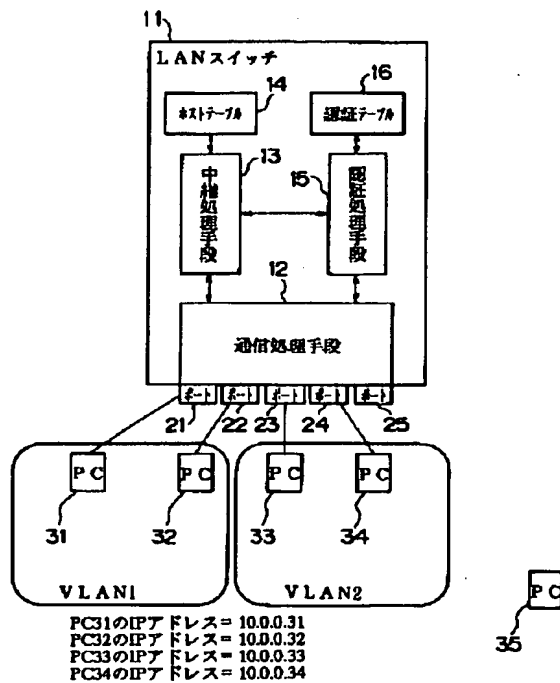 11
LANスイッチ
14
16
ホストテーブル
認証テーブル
13
15
中継処理手段
認証処理手段
12
通信処理手段
ポート ポート ポート ポート ポート
21 22 23 24 25
PC PC PC PC
31 32 33 34
VLAN1 VLAN2
PC
35
PC31のIPアドレス= 10.0.0.31
PC32のIPアドレス= 10.0.0.32
PC33のIPアドレス= 10.0.0.33
PC34のIPアドレス= 10.0.0.34